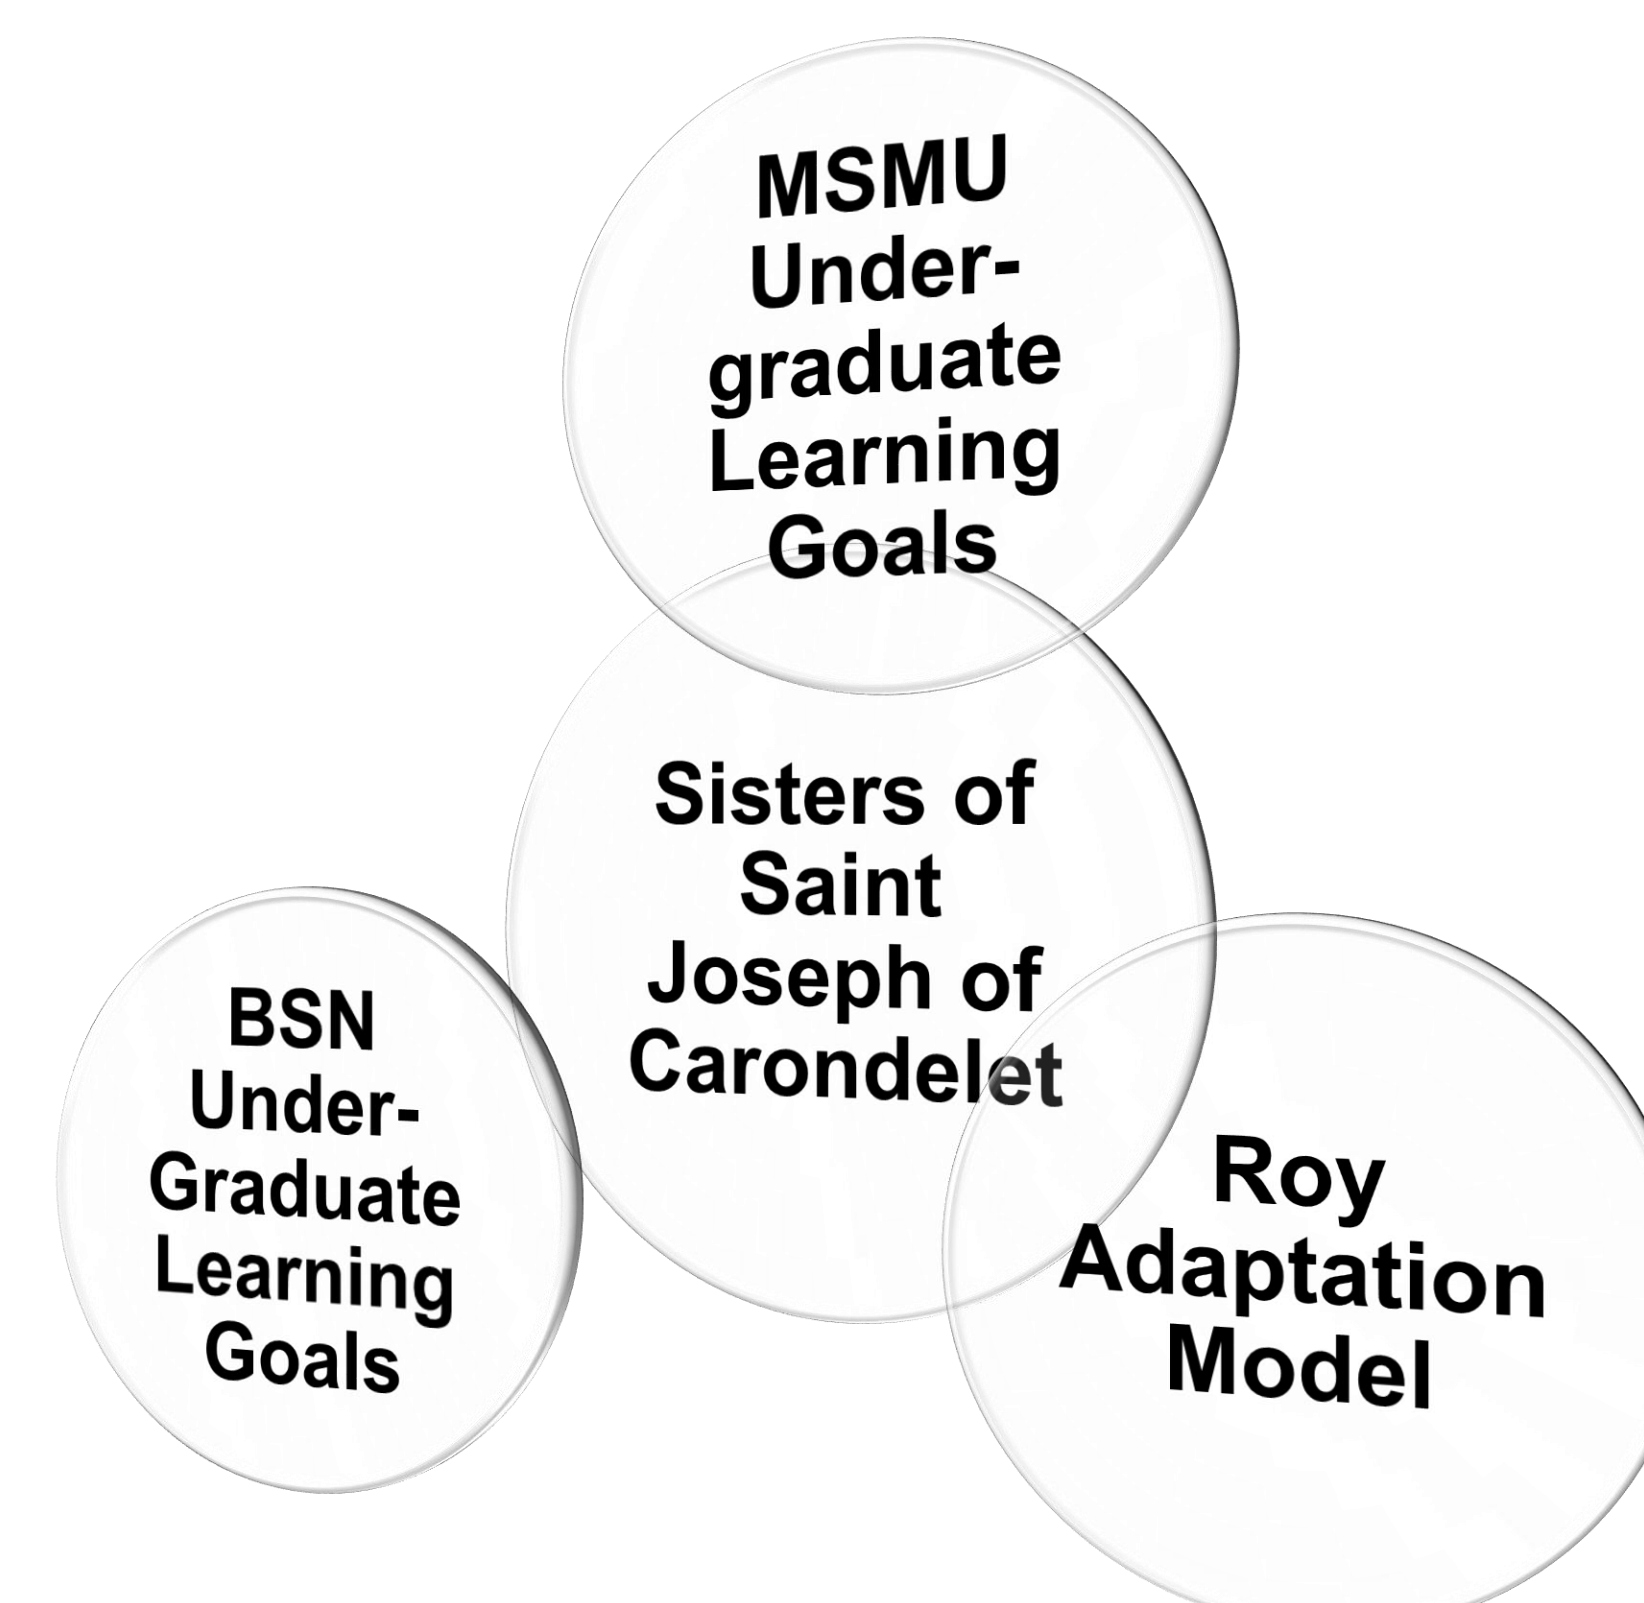 MSMU
Under-
graduate
Learning
Goals
Sisters of
Saint
Joseph of
Carondelet
BSN
Under-
Graduate
Learning
Goals
Roy
Adaptation
Model